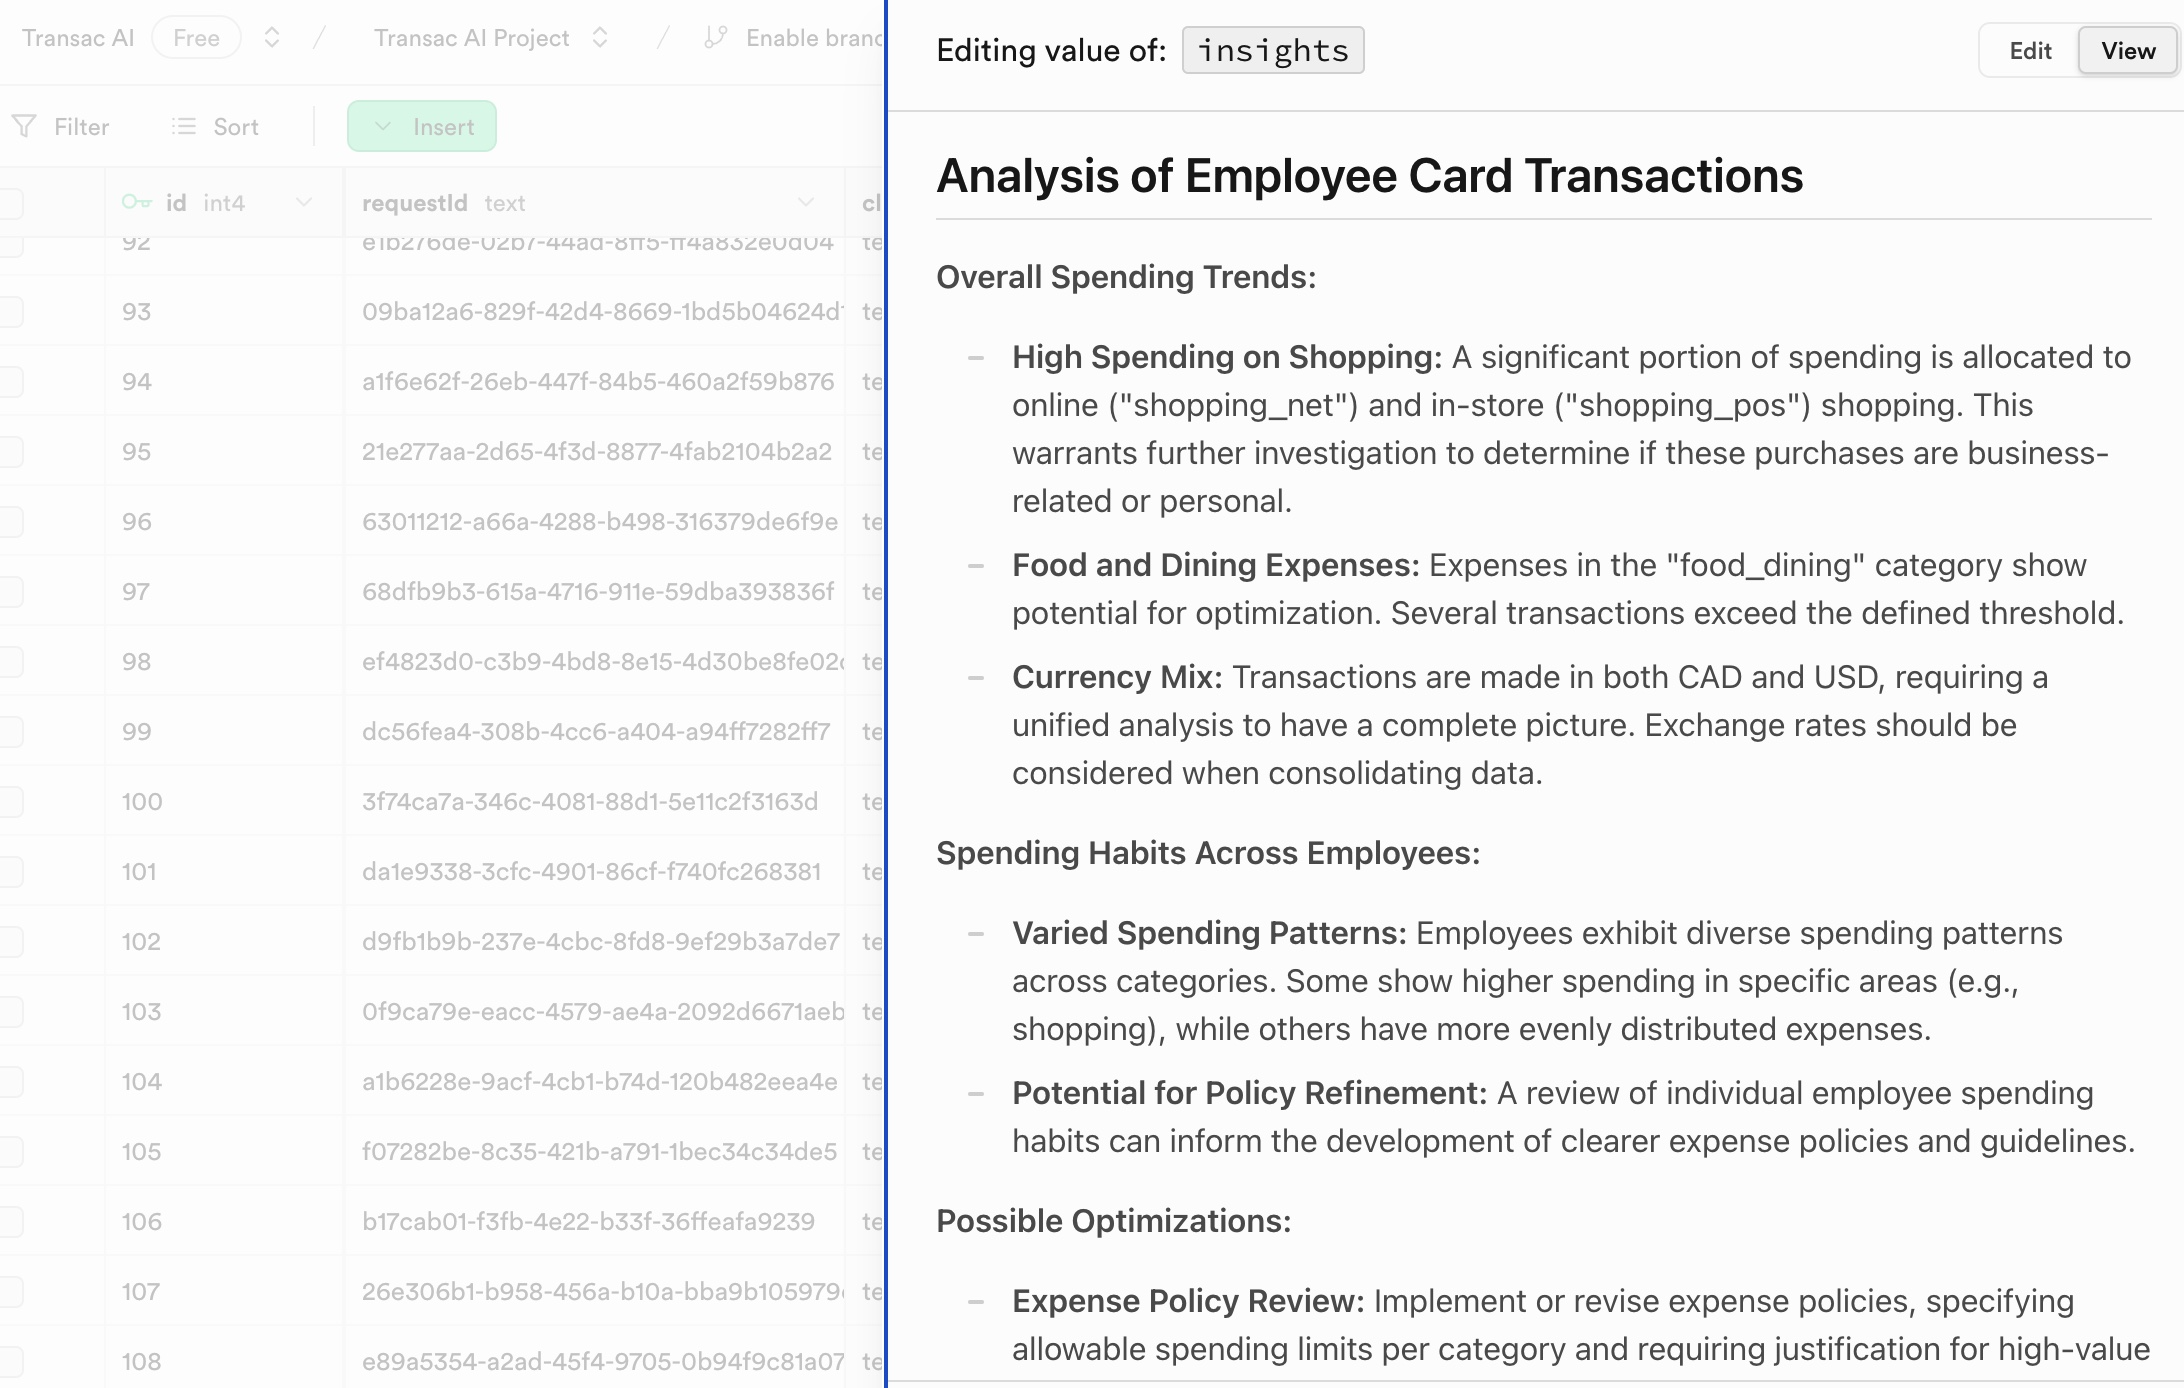 Transac AI Free / Transac AI Project / Enable branc
Filter Sort Insert
id int4 requestId text cl
92 e1b276de-02b7-44ad-8ff5-ff4a832e0d04 te
93 09ba12a6-829f-42d4-8669-1bd5b04624d te
94 a1f6e62f-26eb-447f-84b5-460a2f59b876 te
95 21e277aa-2d65-4f3d-8877-4fab2104b2a2 te
96 63011212-a66a-4288-b498-316379de6f9e te
97 68dfb9b3-615a-4716-911e-59dba393836f te
98 ef4823d0-c3b9-4bd8-8e15-4d30be8fe02 te
99 dc56fea4-308b-4cc6-a404-a94ff7282ff7 te
100 3f74ca7a-346c-4081-88d1-5e11c2f3163d te
101 da1e9338-3cfc-4901-86cf-f740fc268381 te
102 d9fb1b9b-237e-4cbc-8fd8-9ef29b3a7de7 te
103 0f9ca79e-eacc-4579-ae4a-2092d6671aeb te
104 a1b6228e-9acf-4cb1-b74d-120b482eea4e te
105 f07282be-8c35-421b-a791-1bec34c34de5 te
106 b17cab01-f3fb-4e22-b33f-36ffeafa9239 te
107 26e306b1-b958-456a-b10a-bba9b105979 te
108 e89a5354-a2ad-45f4-9705-0b94f9c81a07 te
Editing value of: insights
Edit View
Analysis of Employee Card Transactions
Overall Spending Trends:
– High Spending on Shopping: A significant portion of spending is allocated to
online ("shopping_net") and in-store ("shopping_pos") shopping. This
warrants further investigation to determine if these purchases are business-
related or personal.
– Food and Dining Expenses: Expenses in the "food_dining" category show
potential for optimization. Several transactions exceed the defined threshold.
– Currency Mix: Transactions are made in both CAD and USD, requiring a
unified analysis to have a complete picture. Exchange rates should be
considered when consolidating data.
Spending Habits Across Employees:
– Varied Spending Patterns: Employees exhibit diverse spending patterns
across categories. Some show higher spending in specific areas (e.g.,
shopping), while others have more evenly distributed expenses.
– Potential for Policy Refinement: A review of individual employee spending
habits can inform the development of clearer expense policies and guidelines.
Possible Optimizations:
– Expense Policy Review: Implement or revise expense policies, specifying
allowable spending limits per category and requiring justification for high-value